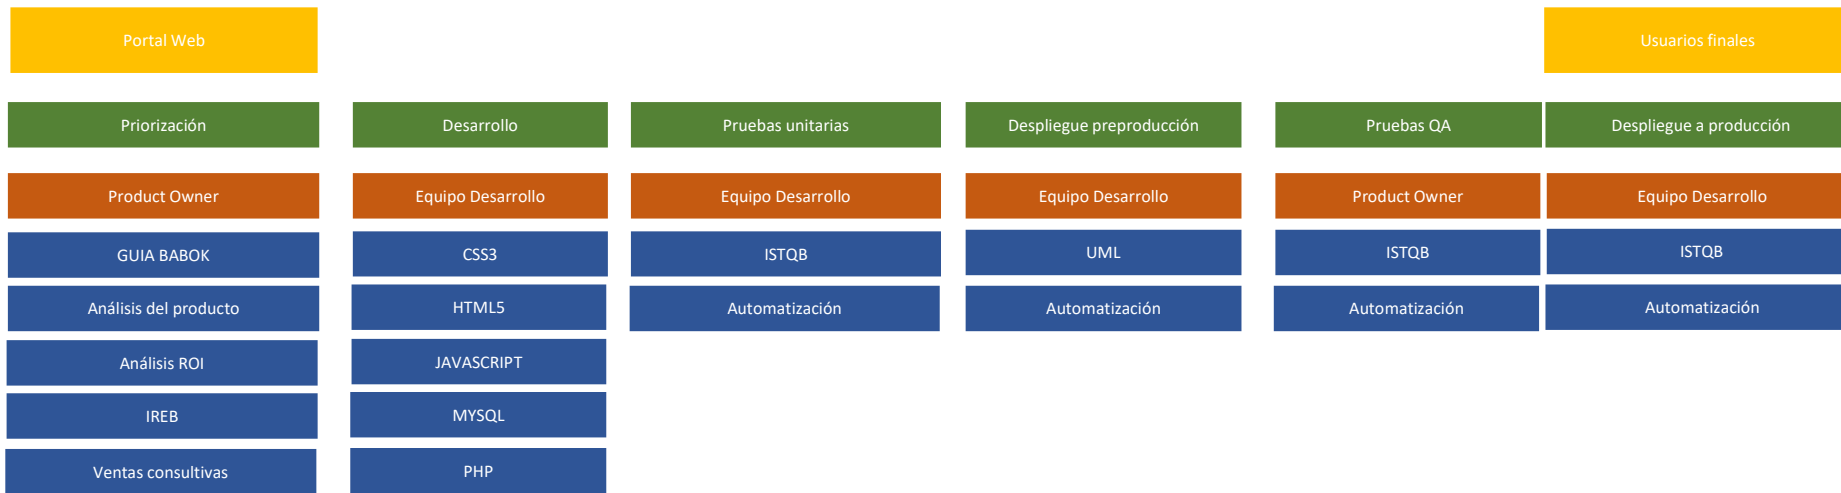 Portal Web
Usuarios finales
Priorización
Desarrollo
Pruebas unitarias
Despliegue preproducción
Pruebas QA
Despliegue a producción
Product Owner
Equipo Desarrollo
Equipo Desarrollo
Equipo Desarrollo
Product Owner
Equipo Desarrollo
GUIA BABOK
CSS3
ISTQB
UML
ISTQB
ISTQB
Análisis del producto
HTML5
Automatización
Automatización
Automatización
Automatización
Análisis ROI
JAVASCRIPT
IREB
MYSQL
Ventas consultivas
PHP